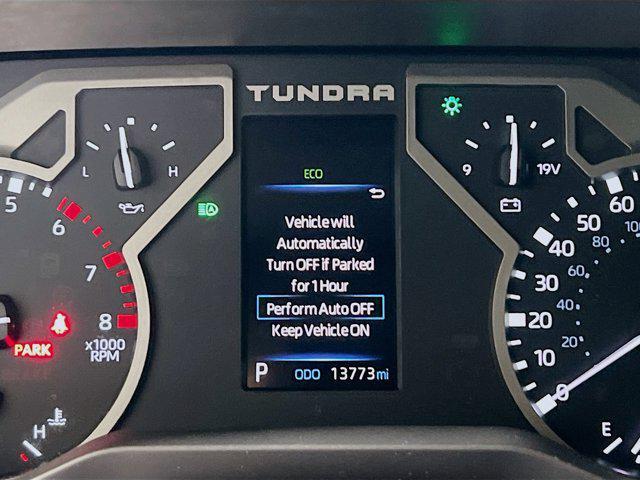 TUNDRA
ECO
Vehicle will
Automatically
Turn OFF if Parked
for 1 Hour
Perform Auto OFF
Keep Vehicle ON
P ODO 13773 mi
L H
5
6
7
8
x1000
RPM
PARK
H
9 19V
60
50
40
30
20
10
0
100
80
60
40
20
E